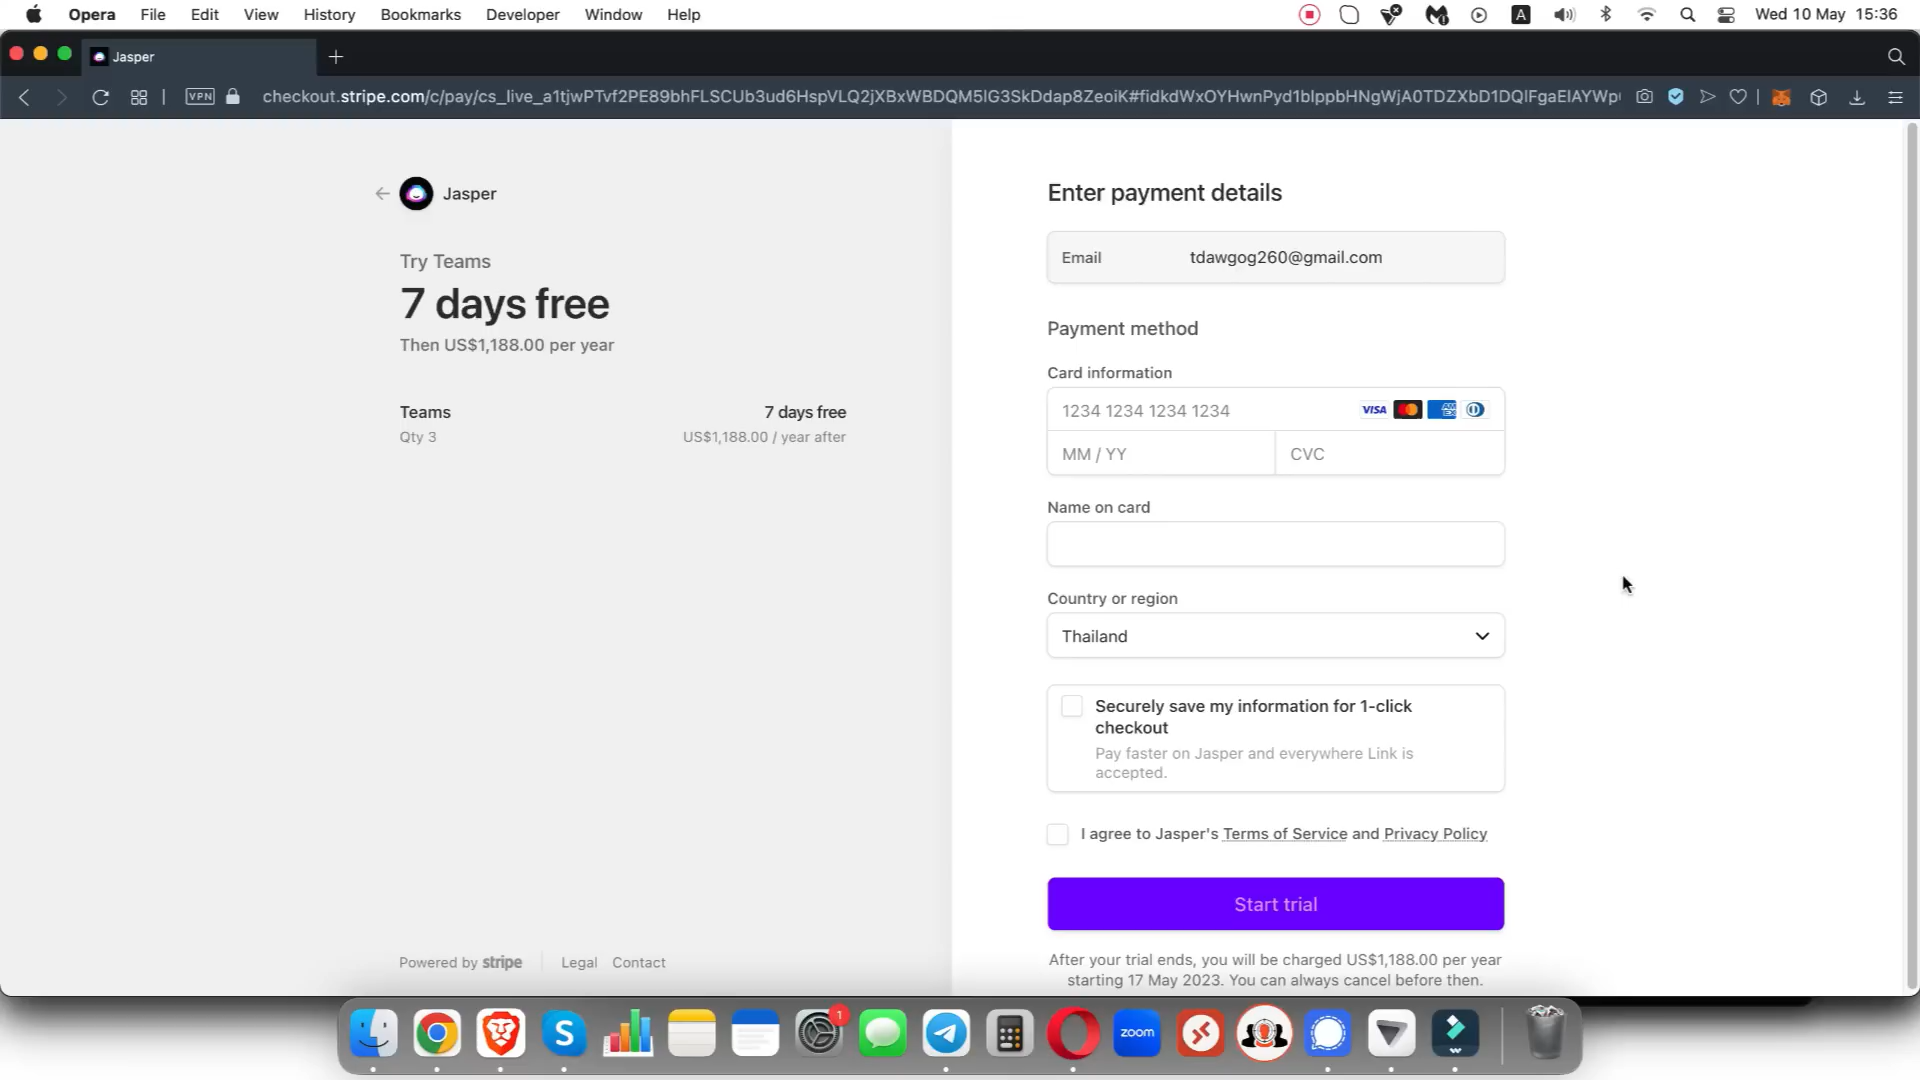 Opera File Edit View History Bookmarks Developer Window Help
A
Wed 10 May 15:36
Jasper
VPN
checkout.stripe.com/c/pay/cs_live_a1tjwPTvf2PE89bhFLSCUb3ud6HspVLQ2jXBxWBDQM5lG3SkDdap8ZeoiK#fidkdWxOYHwnPyd1blppbHNgWjA0TDZXbD1DQlFgaElAYWp
Jasper
Try Teams
7 days free
Then US$1,188.00 per year
Teams 7 days free
Qty 3 US$1,188.00 / year after
Powered by stripe Legal Contact
Enter payment details
Email tdawgog260@gmail.com
Payment method
Card information
1234 1234 1234 1234 VISA AM EX
MM / YY CVC
Name on card
Country or region
Thailand
Securely save my information for 1-click
checkout
Pay faster on Jasper and everywhere Link is
accepted.
I agree to Jasper's Terms of Service and Privacy Policy
Start trial
After your trial ends, you will be charged US$1,188.00 per year
starting 17 May 2023. You can always cancel before then.
S
1
zoom